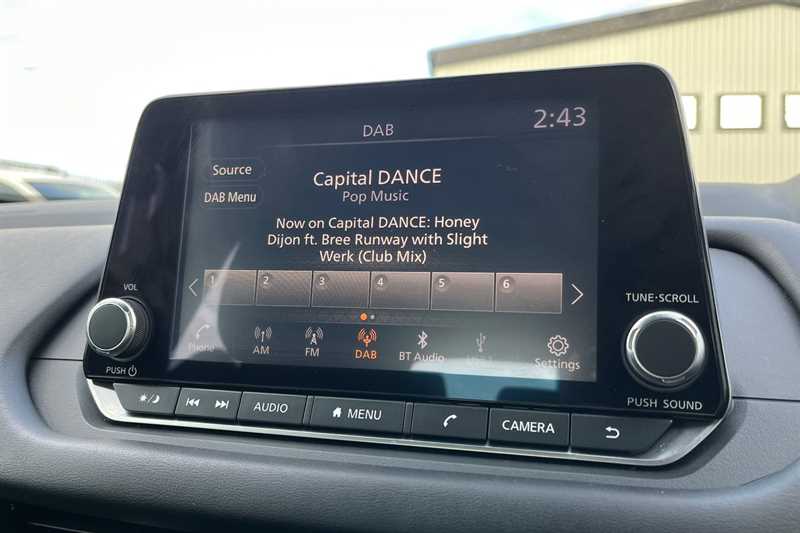 DAB
2:43
Source
DAB Menu
Capital DANCE
Pop Music
Now on Capital DANCE: Honey
Dijon ft. Bree Runway with Slight
Werk (Club Mix)
1 2 3 4 5 6
Phone AM FM DAB BT Audio Settings
VOL
PUSH
TUNE·SCROLL
PUSH SOUND
AUDIO
MENU
CAMERA